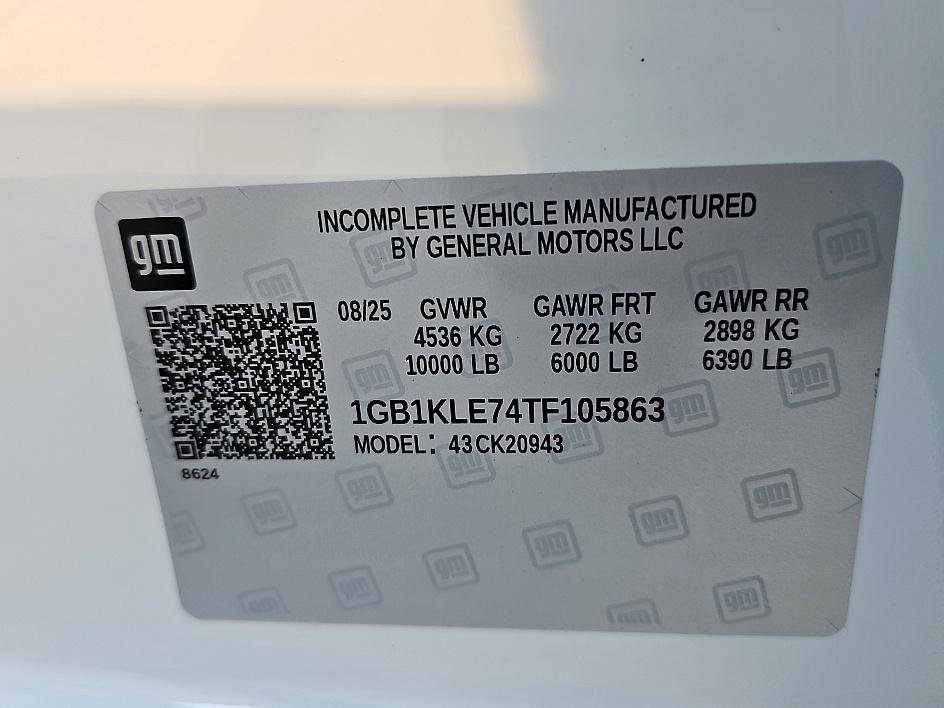 gm
INCOMPLETE VEHICLE MANUFACTURED
BY GENERAL MOTORS LLC
08/25 GVWR GAWR FRT GAWR RR
4536 KG 2722 KG 2898 KG
10000 LB 6000 LB 6390 LB
1GB1KLE74TF105863
MODEL: 43CK20943
8624